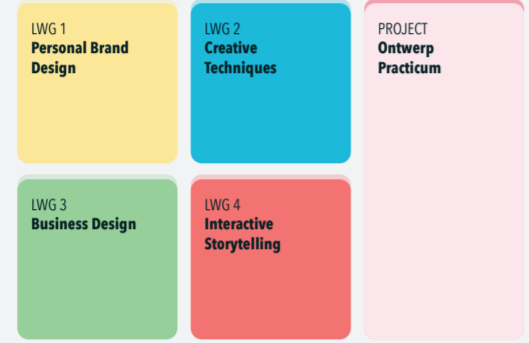 LWG 1
Personal Brand
Design
LWG 2
Creative
Techniques
PROJECT
Ontwerp
Practicum
LWG 3
Business Design
LWG 4
Interactive
Storytelling